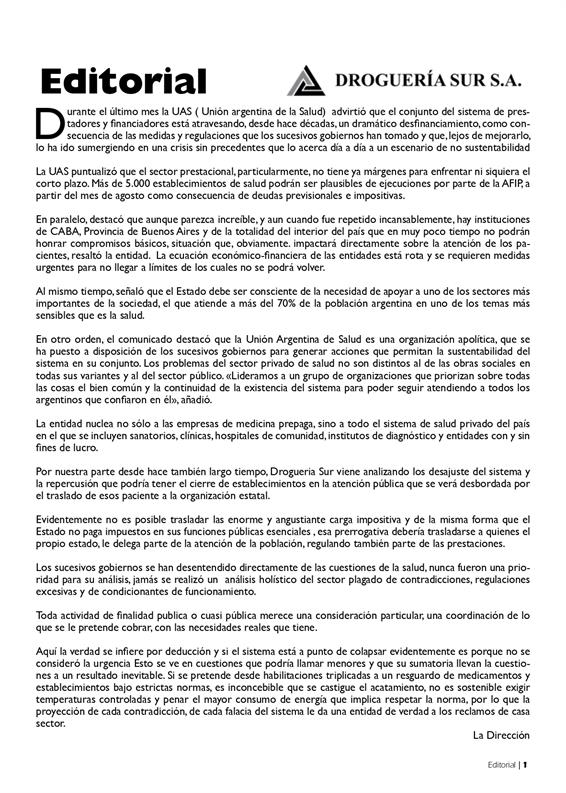 Editorial
DROGUERÍA SUR S.A.
Durante el último mes la UAS ( Unión argentina de la Salud) advirtió que el conjunto del sistema de pres-
tadores y financiadores está atravesando, desde hace décadas, un dramático desfinanciamiento, como con-
secuencia de las medidas y regulaciones que los sucesivos gobiernos han tomado y que, lejos de mejorarlo,
lo ha ido sumergiendo en una crisis sin precedentes que lo acerca día a día a un escenario de no sustentabilidad
La UAS puntualizó que el sector prestacional, particularmente, no tiene ya márgenes para enfrentar ni siquiera el
corto plazo. Más de 5.000 establecimientos de salud podrán ser plausibles de ejecuciones por parte de la AFIP, a
partir del mes de agosto como consecuencia de deudas previsionales e impositivas.
En paralelo, destacó que aunque parezca increíble, y aun cuando fue repetido incansablemente, hay instituciones
de CABA, Provincia de Buenos Aires y de la totalidad del interior del país que en muy poco tiempo no podrán
honrar compromisos básicos, situación que, obviamente. impactará directamente sobre la atención de los pa-
cientes, resaltó la entidad. La ecuación económico-financiera de las entidades está rota y se requieren medidas
urgentes para no llegar a límites de los cuales no se podrá volver.
Al mismo tiempo, señaló que el Estado debe ser consciente de la necesidad de apoyar a uno de los sectores más
importantes de la sociedad, el que atiende a más del 70% de la población argentina en uno de los temas más
sensibles que es la salud.
En otro orden, el comunicado destacó que la Unión Argentina de Salud es una organización apolítica, que se
ha puesto a disposición de los sucesivos gobiernos para generar acciones que permitan la sustentabilidad del
sistema en su conjunto. Los problemas del sector privado de salud no son distintos al de las obras sociales en
todas sus variantes y al del sector público. «Lideramos a un grupo de organizaciones que priorizan sobre todas
las cosas el bien común y la continuidad de la existencia del sistema para poder seguir atendiendo a todos los
argentinos que confiaron en él», añadió.
La entidad nuclea no sólo a las empresas de medicina prepaga, sino a todo el sistema de salud privado del país
en el que se incluyen sanatorios, clínicas, hospitales de comunidad, institutos de diagnóstico y entidades con y sin
fines de lucro.
Por nuestra parte desde hace también largo tiempo, Drogueria Sur viene analizando los desajuste del sistema y
la repercusión que podría tener el cierre de establecimientos en la atención pública que se verá desbordada por
el traslado de esos paciente a la organización estatal.
Evidentemente no es posible trasladar las enorme y angustiante carga impositiva y de la misma forma que el
Estado no paga impuestos en sus funciones públicas esenciales , esa prerrogativa debería trasladarse a quienes el
propio estado, le delega parte de la atención de la población, regulando también parte de las prestaciones.
Los sucesivos gobiernos se han desentendido directamente de las cuestiones de la salud, nunca fueron una prio-
ridad para su análisis, jamás se realizó un análisis holístico del sector plagado de contradicciones, regulaciones
excesivas y de condicionantes de funcionamiento.
Toda actividad de finalidad publica o cuasi pública merece una consideración particular, una coordinación de lo
que se le pretende cobrar, con las necesidades reales que tiene.
Aquí la verdad se infiere por deducción y si el sistema está a punto de colapsar evidentemente es porque no se
consideró la urgencia Esto se ve en cuestiones que podría llamar menores y que su sumatoria llevan la cuestio-
nes a un resultado inevitable. Si se pretende desde habilitaciones triplicadas a un resguardo de medicamentos y
establecimientos bajo estrictas normas, es inconcebible que se castigue el acatamiento, no es sostenible exigir
temperaturas controladas y penar el mayor consumo de energía que implica respetar la norma, por lo que la
proyección de cada contradicción, de cada falacia del sistema le da una entidad de verdad a los reclamos de casa
sector.
La Dirección
Editorial | 1